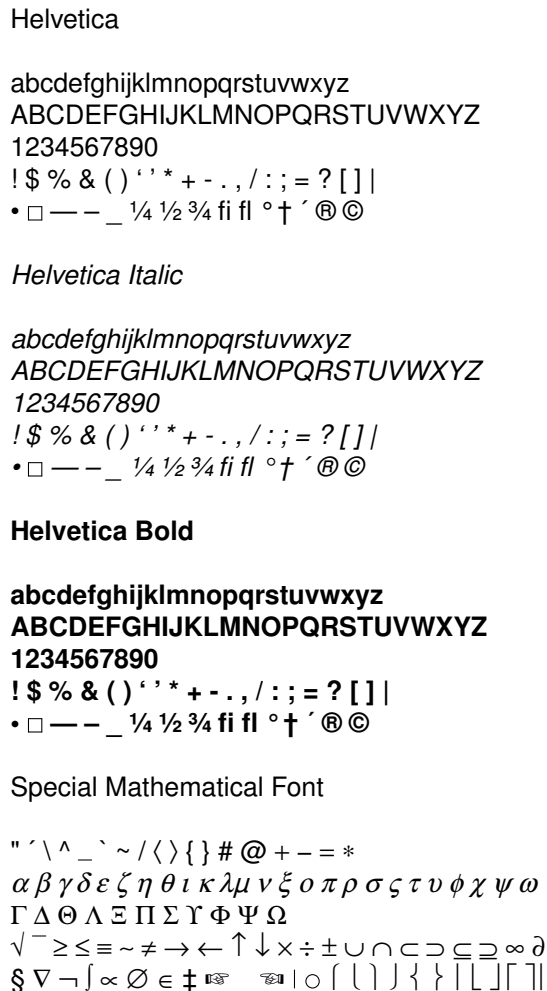 Helvetica
abcdefghijklmnopqrstuvwxyz
ABCDEFGHIJKLMNOPQRSTUVWXYZ
1234567890
! $ % & ( ) ‘ ’ * + - . , / : ; = ? [ ] |
• □ — – _ ¼ ½ ¾ fi fl ° † ´ ® ©
Helvetica Italic
abcdefghijklmnopqrstuvwxyz
ABCDEFGHIJKLMNOPQRSTUVWXYZ
1234567890
! $ % & ( ) ‘ ’ * + - . , / : ; = ? [ ] |
• □ — – _ ¼ ½ ¾ fi fl ° † ´ ® ©
Helvetica Bold
abcdefghijklmnopqrstuvwxyz
ABCDEFGHIJKLMNOPQRSTUVWXYZ
1234567890
! $ % & ( ) ‘ ’ * + - . , / : ; = ? [ ] |
• □ — – _ ¼ ½ ¾ fi fl ° † ´ ® ©
Special Mathematical Font
" ´ \ ^ _ ` ~ / ⟨ ⟩ { } # @ + − = ∗
α β γ δ ε ζ η θ ι κ λ μ ν ξ ο π ρ σ ς τ υ φ χ ψ ω
Γ Δ Θ Λ Ξ Π Σ ϒ Φ Ψ Ω
√ ‾ ≥ ≤ ≡ ∼ ≠ → ← ↑ ↓ × ÷ ± ∪ ∩ ⊂ ⊃ ⊆ ⊇ ∞ ∂
§ ∇ ¬ ∫ ∝ ∅ ∈ ‡ ☞ ☜ | ○ ⎧ ⎩ ⎫ ⎭ ⎨ ⎬ ⎪ ⎣ ⎦ ⎡ ⎤ |